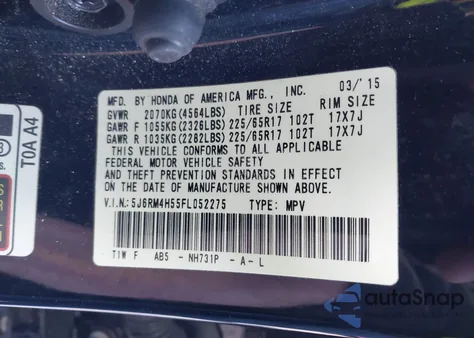 MFD. BY HONDA OF AMERICA MFG., INC. 03/'15
GVWR 2070KG(4564LBS) TIRE SIZE RIM SIZE
GAWR F 1055KG(2326LBS) 225/65R17 102T 17X7J
GAWR R 1035KG(2282LBS) 225/65R17 102T 17X7J
THIS VEHICLE CONFORMS TO ALL APPLICABLE
FEDERAL MOTOR VEHICLE SAFETY
AND THEFT PREVENTION STANDARDS IN EFFECT ON
THE DATE OF MANUFACTURE SHOWN ABOVE.
V.I.N.: 5J6RM4H55FL052275 TYPE: MPV
TIW F AB5 - NH731P - A - L
T0A A4
autoSnap